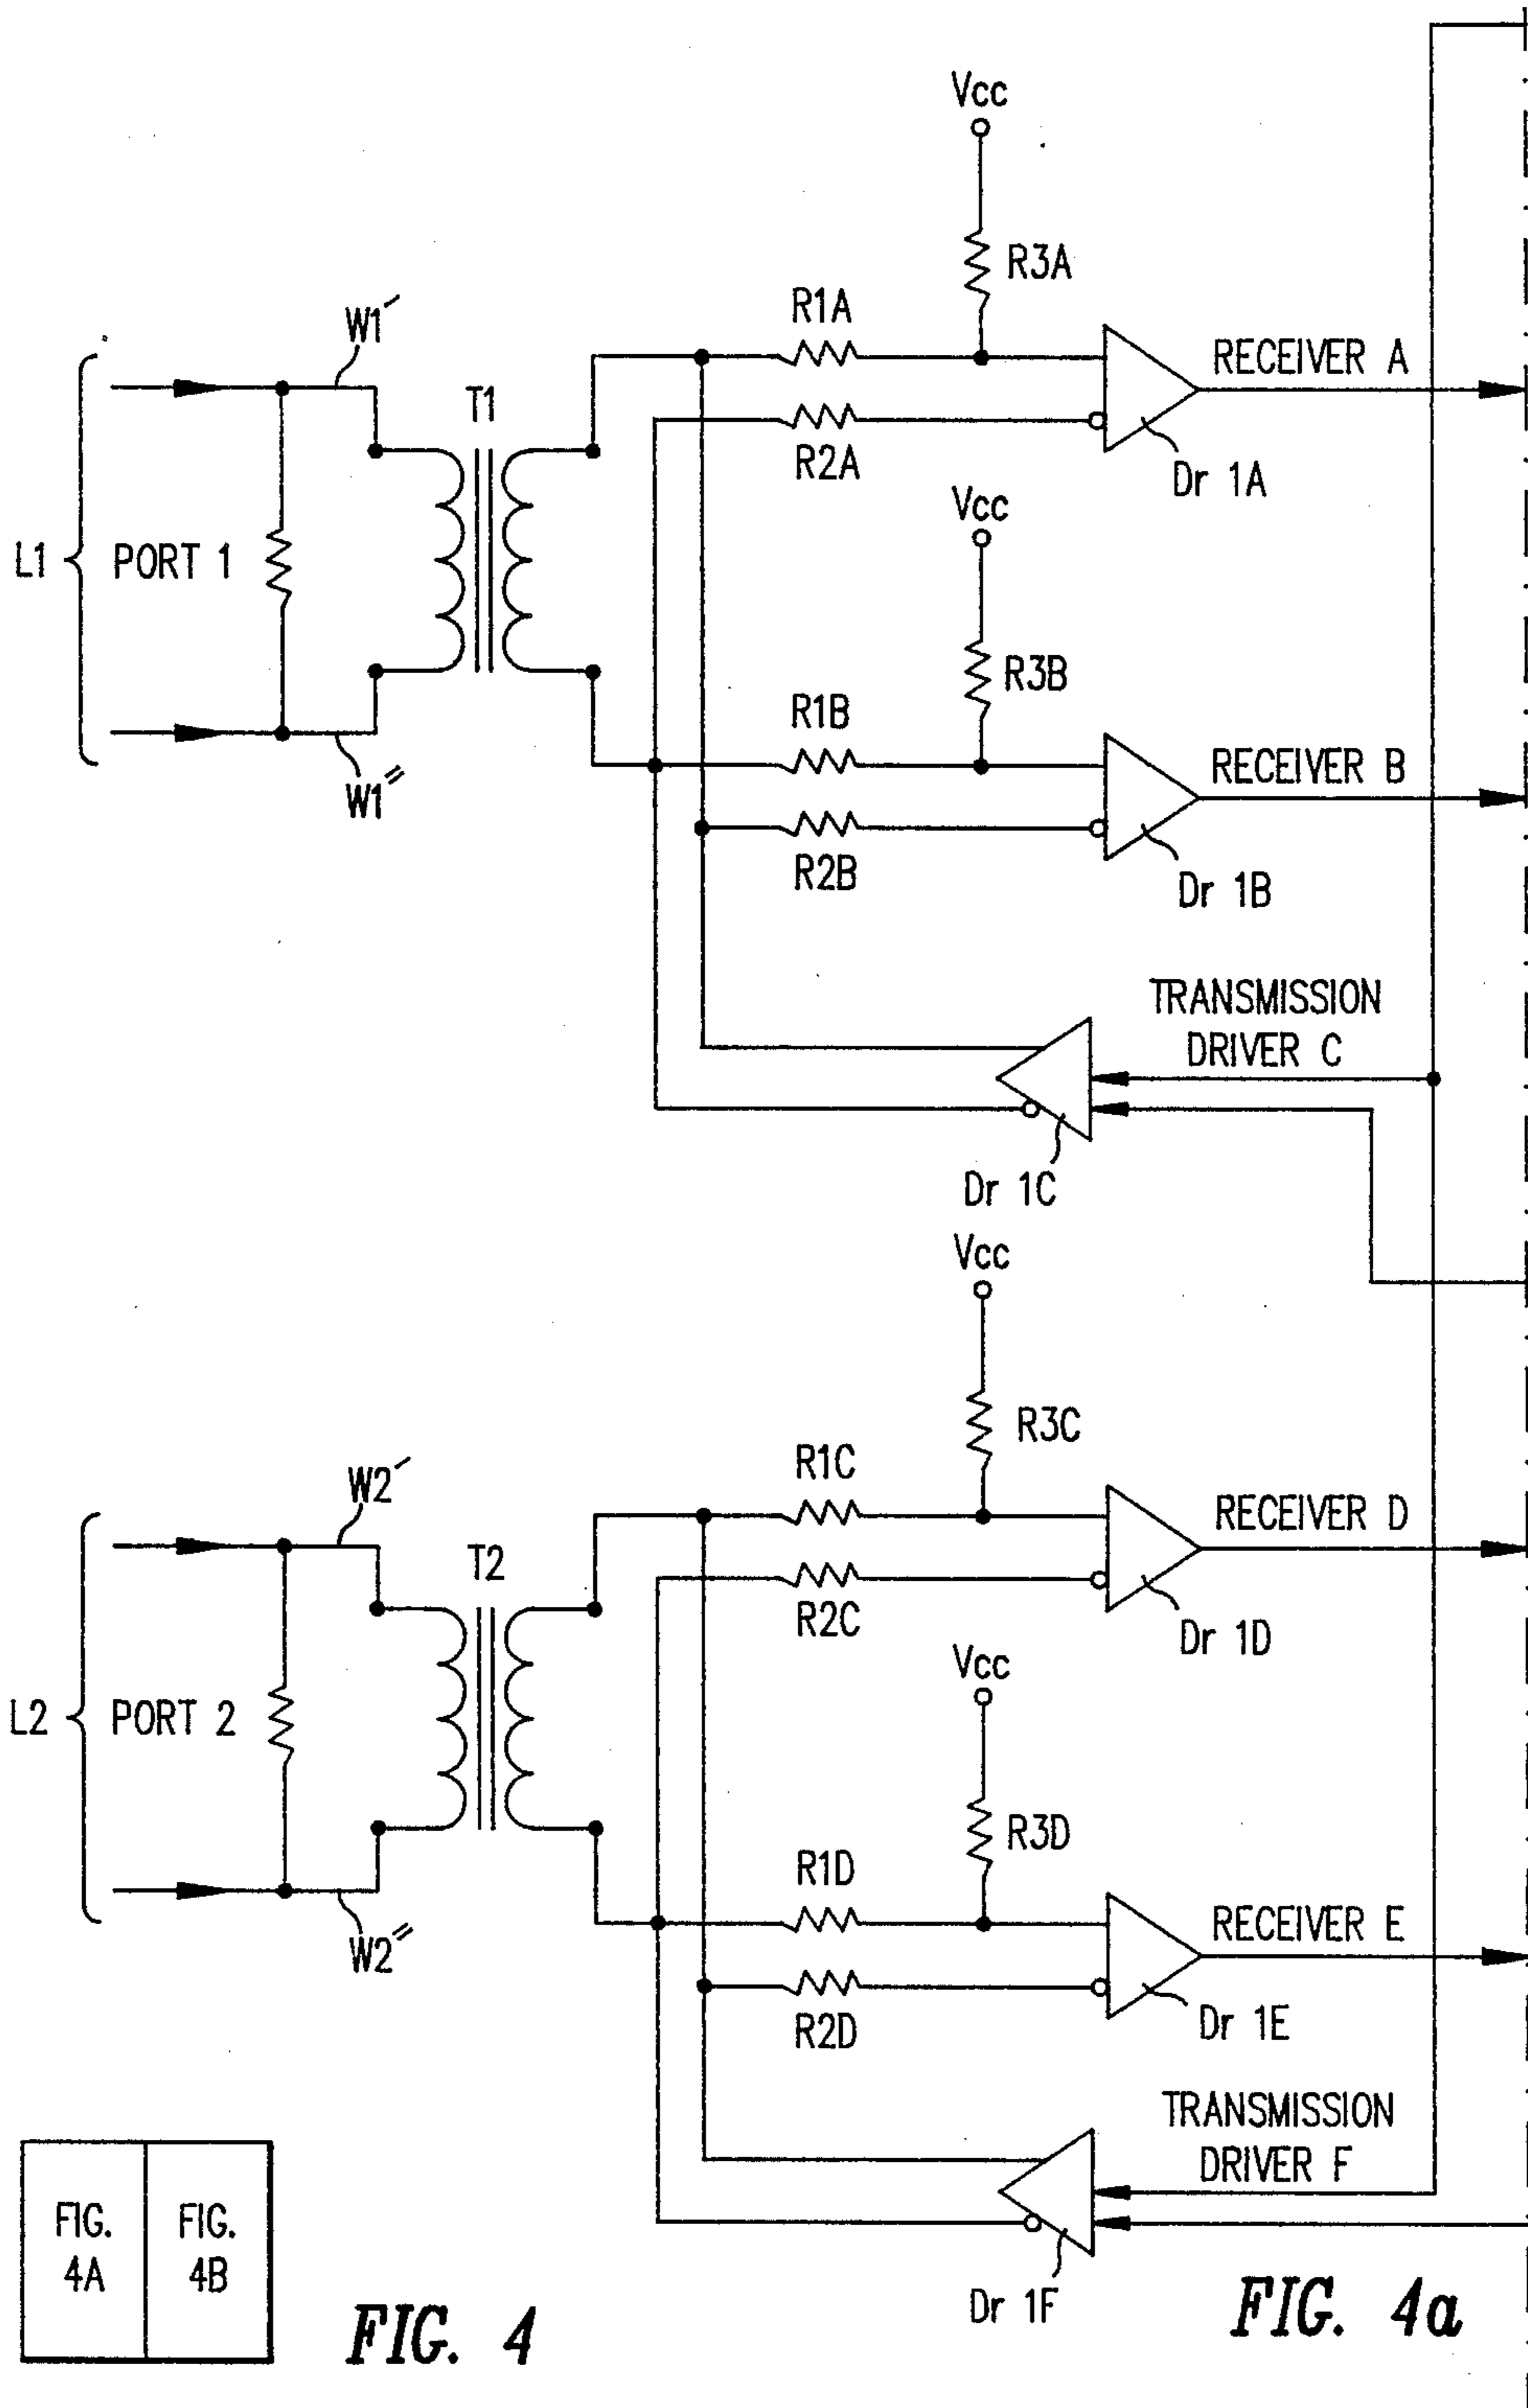 Vcc
R3A
R1A
W1′
RECEIVER A
T1
R2A
Dr 1A
Vcc
L1
PORT 1
R3B
R1B
RECEIVER B
W1″
R2B
Dr 1B
TRANSMISSION
DRIVER C
Dr 1C
Vcc
R3C
R1C
W2′
RECEIVER D
T2
R2C
Dr 1D
Vcc
L2
PORT 2
R3D
R1D
RECEIVER E
W2″
R2D
Dr 1E
TRANSMISSION
DRIVER F
FIG.
4A
FIG.
4B
Dr 1F
FIG. 4
FIG. 4a